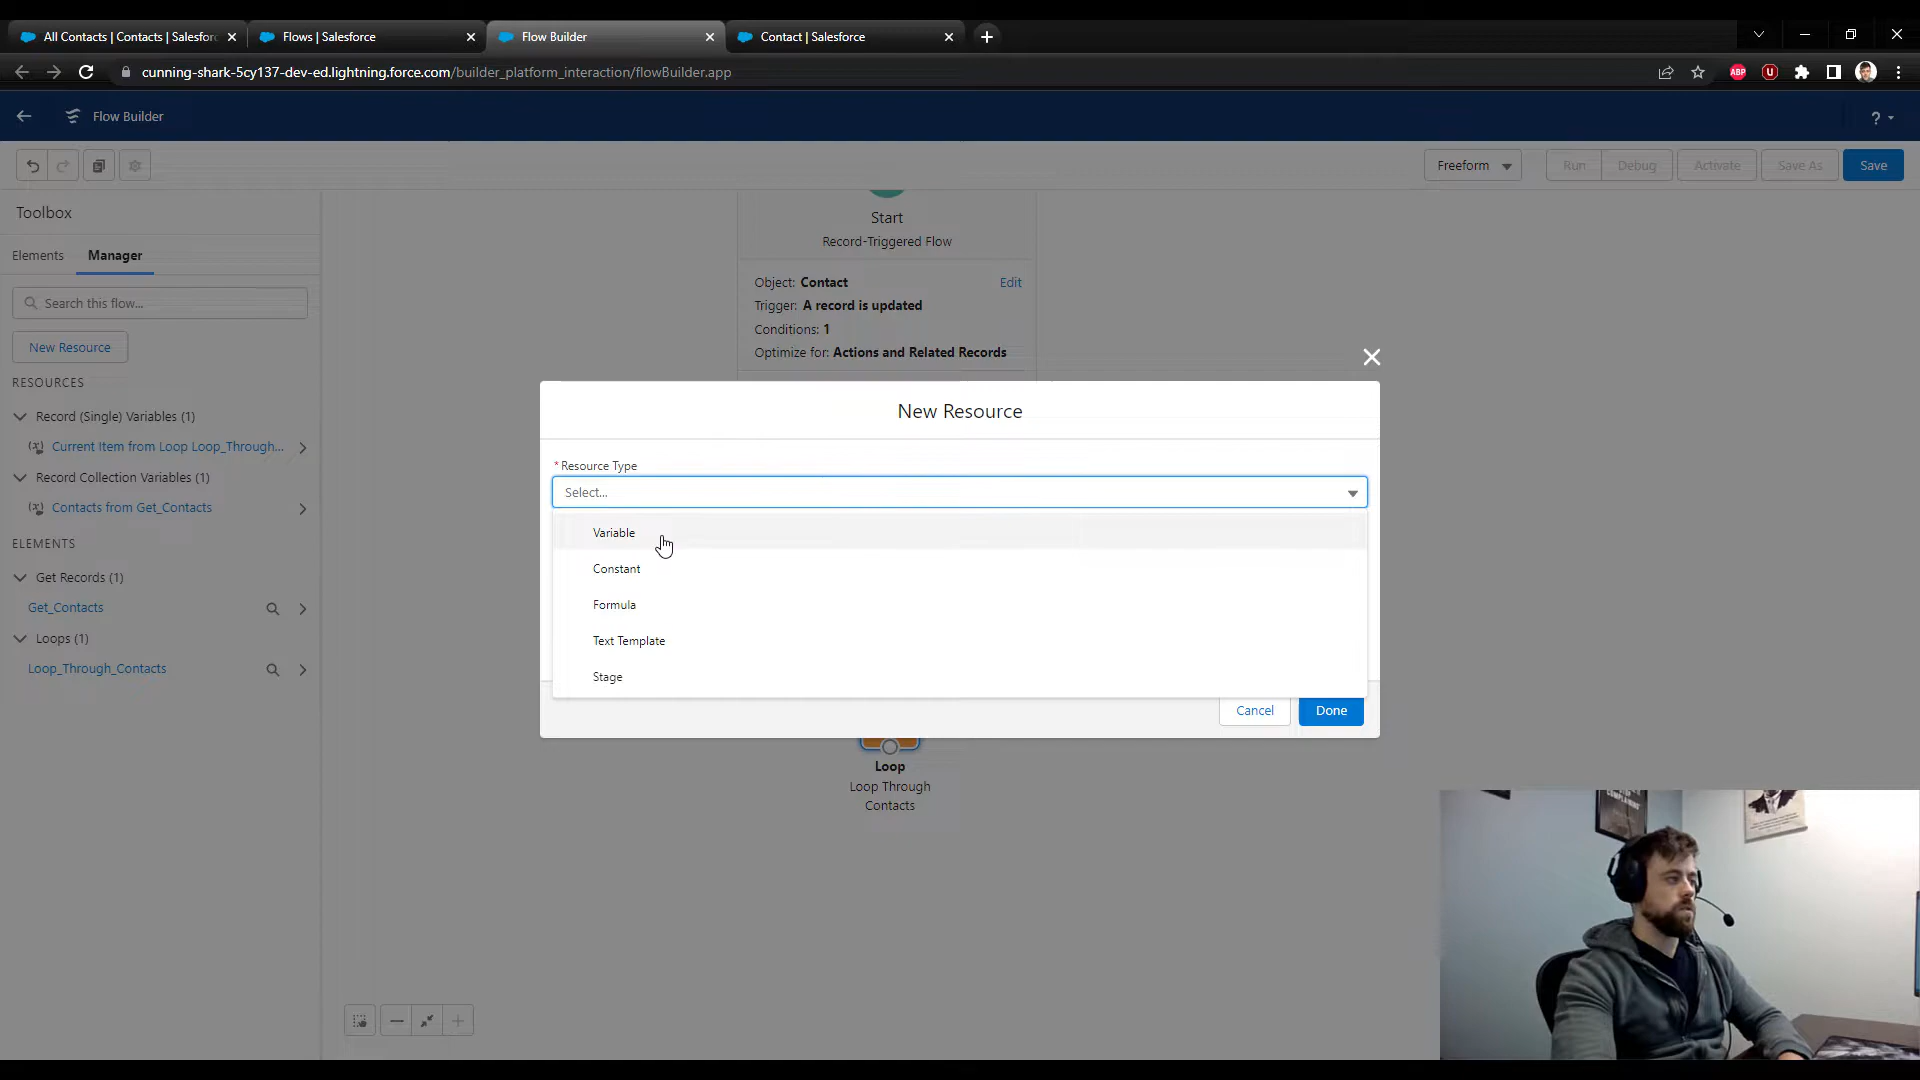 All Contacts | Contacts | Salesforc
Flows | Salesforce
Flow Builder
Contact | Salesforce
cunning-shark-5cy137-dev-ed.lightning.force.com/builder_platform_interaction/flowBuilder.app
ABP
Flow Builder
?
Freeform
Run
Debug
Activate
Save As
Save
Toolbox
Elements
Manager
Search this flow...
New Resource
RESOURCES
Record (Single) Variables (1)
Current Item from Loop Loop_Through...
Record Collection Variables (1)
Contacts from Get_Contacts
ELEMENTS
Get Records (1)
Get_Contacts
Loops (1)
Loop_Through_Contacts
Start
Record-Triggered Flow
Object: Contact
Edit
Trigger: A record is updated
Conditions: 1
Optimize for: Actions and Related Records
New Resource
*Resource Type
Select...
Variable
Constant
Formula
Text Template
Stage
Cancel
Done
Loop
Loop Through
Contacts